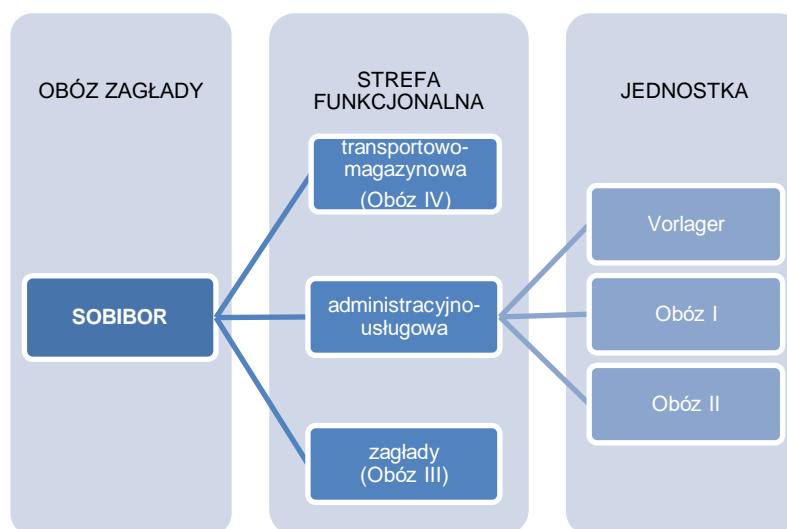 OBÓZ ZAGŁADY
STREFA
FUNKCJONALNA
JEDNOSTKA
SOBIBOR
transportowo-
magazynowa
(Obóz IV)
administracyjno-
usługowa
zagłady
(Obóz III)
Vorlager
Obóz I
Obóz II